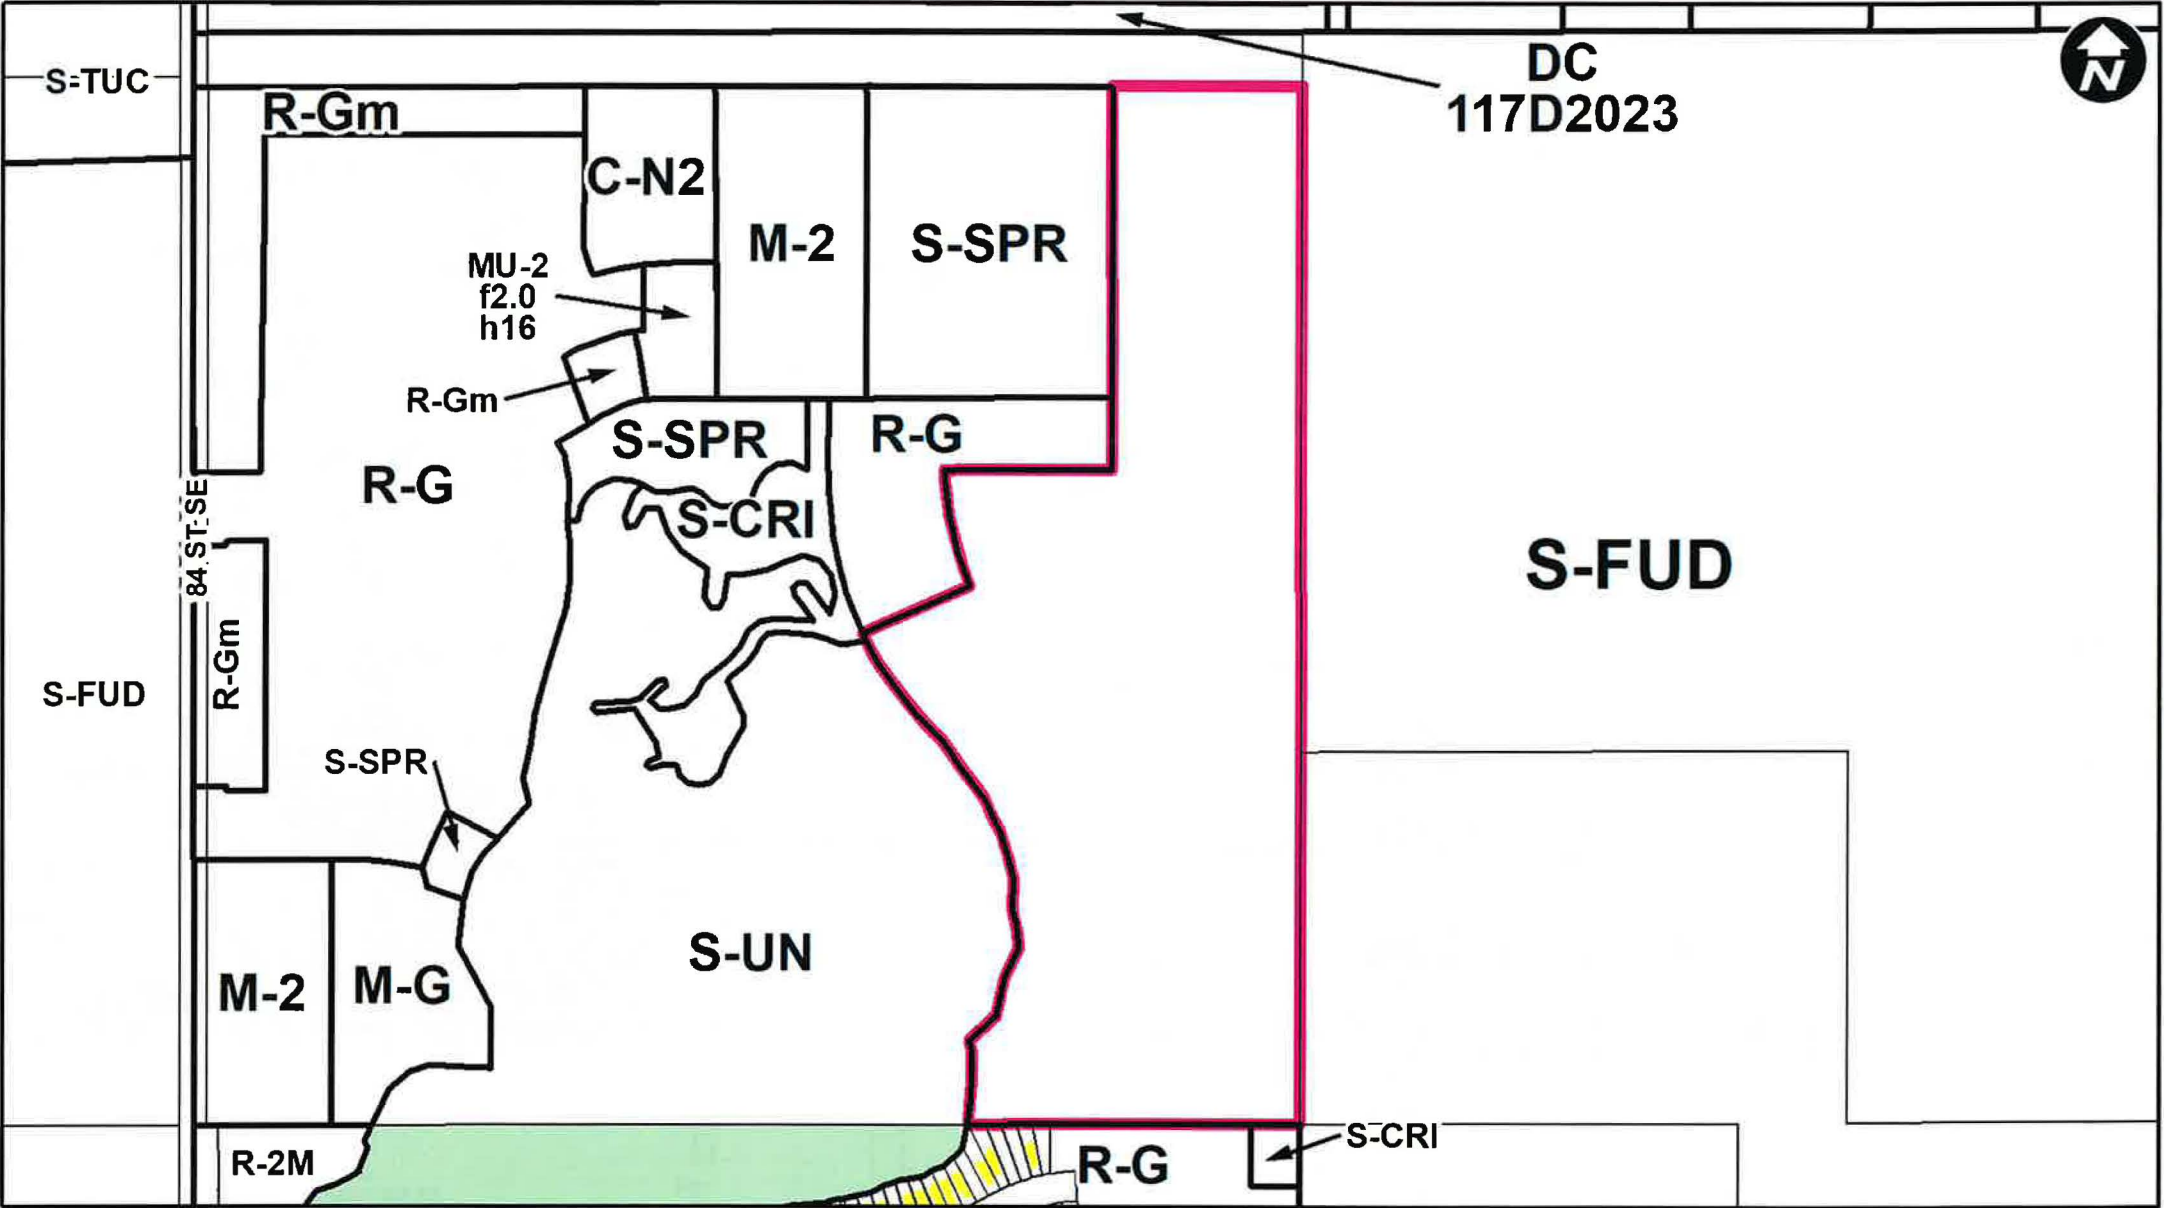 S-TUC
R-Gm
DC
117D2023
N
C-N2
M-2
S-SPR
MU-2
f2.0
h16
R-Gm
S-SPR
R-G
R-G
84 ST SE
S-CRI
S-FUD
R-Gm
S-FUD
S-SPR
S-UN
M-2
M-G
S-CRI
R-2M
R-G